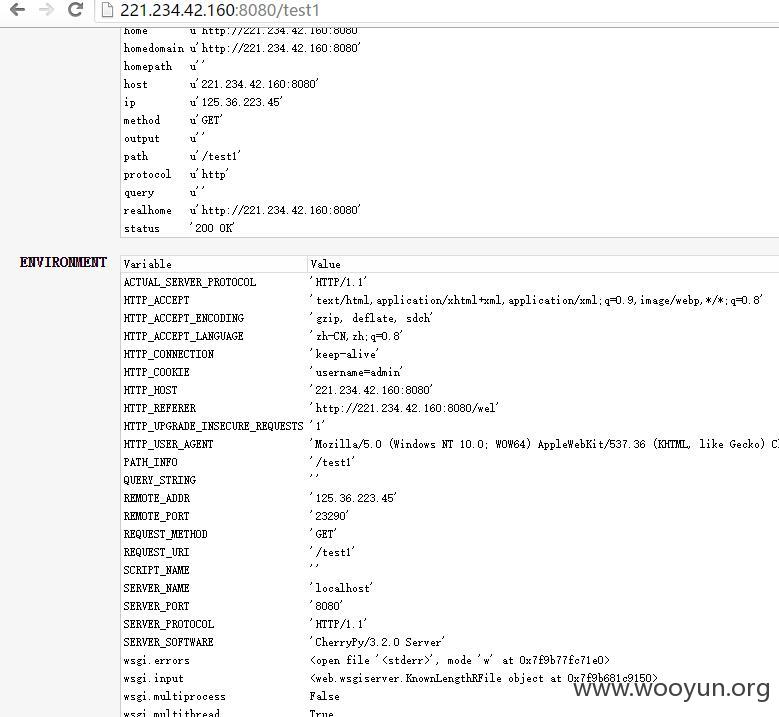 221.234.42.160:8080/test1
home u'http://221.234.42.160:8080'
homedomain u'http://221.234.42.160:8080'
homepath u''
host u'221.234.42.160:8080'
ip u'125.36.223.45'
method u'GET'
output u''
path u'/test1'
protocol u'http'
query u''
realhome u'http://221.234.42.160:8080'
status '200 OK'
ENVIRONMENT
Variable Value
ACTUAL_SERVER_PROTOCOL 'HTTP/1.1'
HTTP_ACCEPT 'text/html,application/xhtml+xml,application/xml;q=0.9,image/webp,*/*;q=0.8'
HTTP_ACCEPT_ENCODING 'gzip, deflate, sdch'
HTTP_ACCEPT_LANGUAGE 'zh-CN,zh;q=0.8'
HTTP_CONNECTION 'keep-alive'
HTTP_COOKIE 'username=admin'
HTTP_HOST '221.234.42.160:8080'
HTTP_REFERER 'http://221.234.42.160:8080/wel'
HTTP_UPGRADE_INSECURE_REQUESTS '1'
HTTP_USER_AGENT 'Mozilla/5.0 (Windows NT 10.0; WOW64) AppleWebKit/537.36 (KHTML, like Gecko) C
PATH_INFO '/test1'
QUERY_STRING ''
REMOTE_ADDR '125.36.223.45'
REMOTE_PORT '23290'
REQUEST_METHOD 'GET'
REQUEST_URI '/test1'
SCRIPT_NAME ''
SERVER_NAME 'localhost'
SERVER_PORT '8080'
SERVER_PROTOCOL 'HTTP/1.1'
SERVER_SOFTWARE 'CherryPy/3.2.0 Server'
wsgi.errors <open file '<stderr>', mode 'w' at 0x7f9b77fc71e0>
wsgi.input <web.wsgiserver.KnownLengthRFile object at 0x7f9b681c9150>
wsgi.multiprocess False
wsgi.multithread True
www.wooyun.org